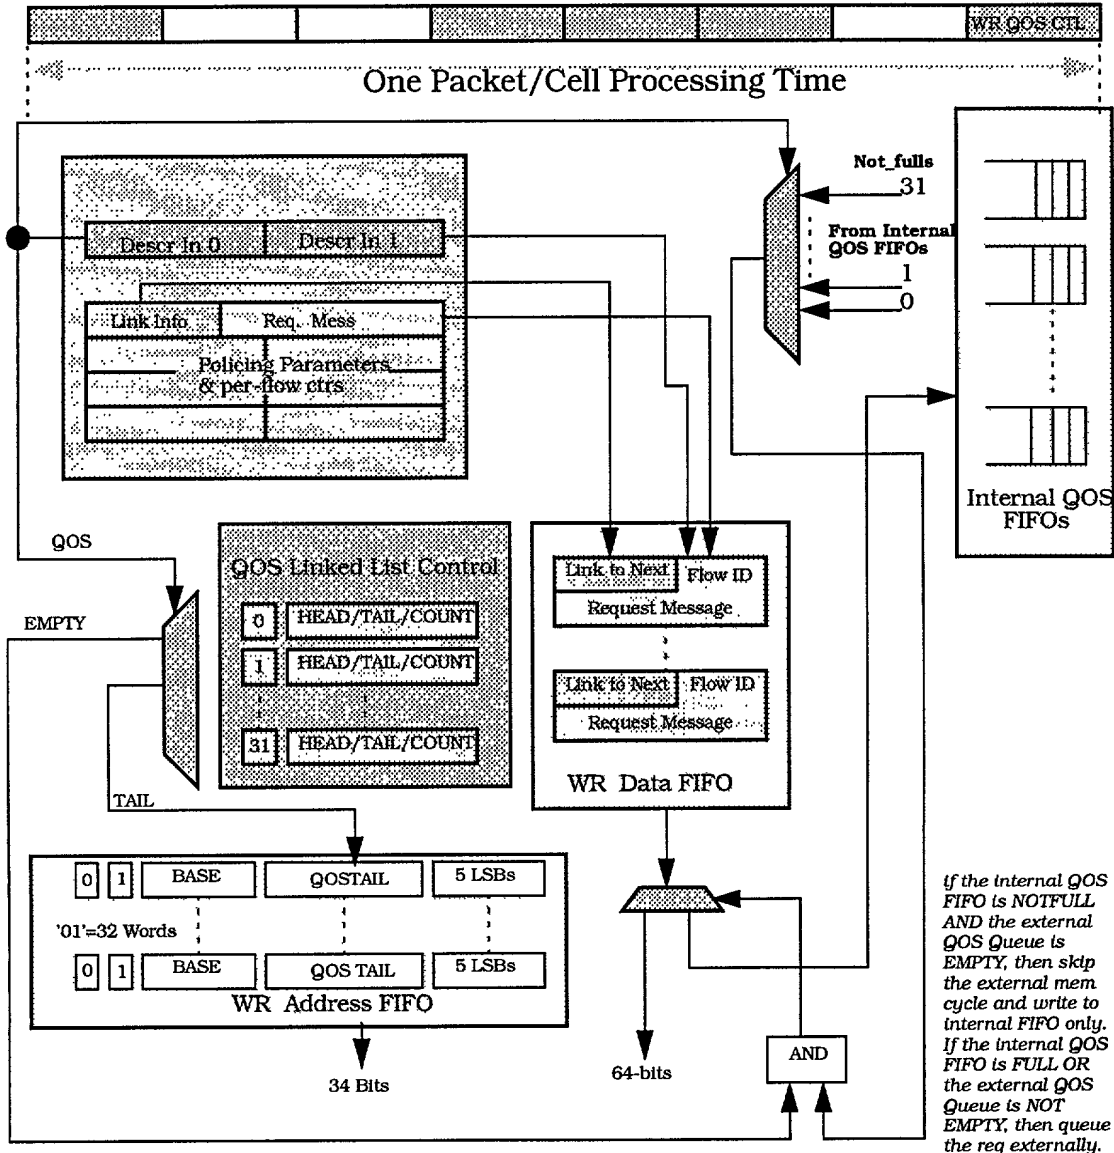 WR QOS CTL
One Packet/Cell Processing Time
Not_fulls
31
From Internal
QOS FIFOs
1
0
Descr In 0 Descr In 1
Link Info Req. Mess
Policing Parameters
& per-flow ctrs
Internal QOS
FIFOs
QOS
EMPTY
TAIL
QOS Linked List Control
0 HEAD/TAIL/COUNT
1 HEAD/TAIL/COUNT
31 HEAD/TAIL/COUNT
Link to Next Flow ID
Request Message
Link to Next Flow ID
Request Message
WR Data FIFO
0 1 BASE QOSTAIL 5 LSBs
'01'=32 Words
0 1 BASE QOS TAIL 5 LSBs
WR Address FIFO
34 Bits
64-bits
AND
If the internal QOS
FIFO is NOTFULL
AND the external
QOS Queue is
EMPTY, then skip
the external mem
cycle and write to
internal FIFO only.
If the internal QOS
FIFO is FULL OR
the external QOS
Queue is NOT
EMPTY, then queue
the req externally.